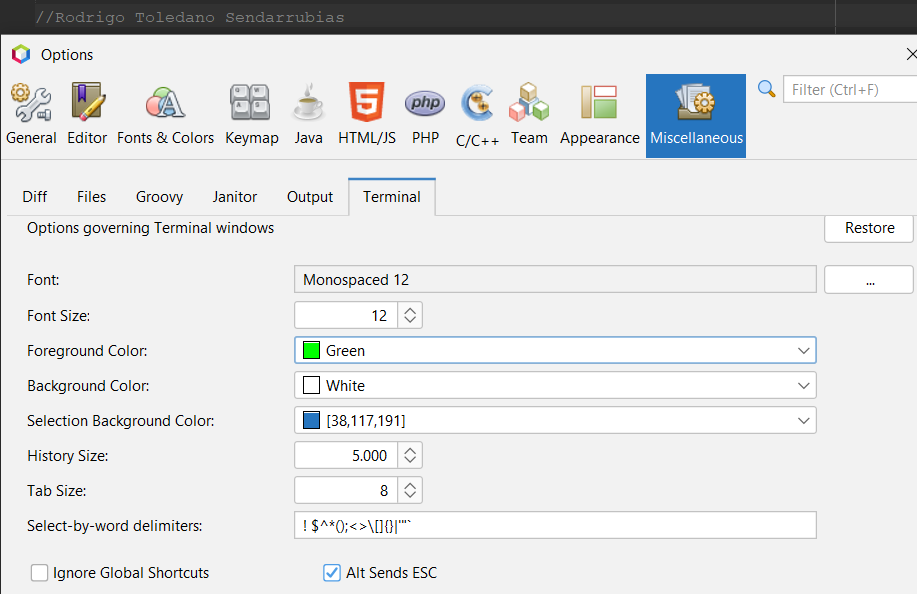 //Rodrigo Toledano Sendarrubias
Options
General Editor Fonts & Colors Keymap Java HTML/JS PHP C/C++ Team Appearance Miscellaneous Filter (Ctrl+F)
Diff Files Groovy Janitor Output Terminal
Options governing Terminal windows Restore
Font: Monospaced 12 ...
Font Size: 12
Foreground Color: Green
Background Color: White
Selection Background Color: [38,117,191]
History Size: 5.000
Tab Size: 8
Select-by-word delimiters: ! $^*();<>\[]{}|'"`
Ignore Global Shortcuts Alt Sends ESC